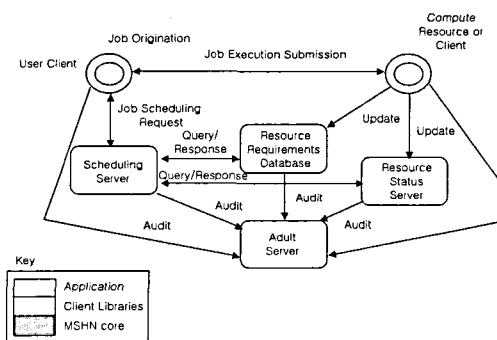 Job Origination
Compute
Resource or
Client
User Client
Job Execution Submission
Job Scheduling
Request
Query/
Response
Resource
Requirements
Database
Update
Update
Scheduling
Server
Query/Response
Resource
Status
Server
Audit
Audit
Audit
Audit
Audit
Adult
Server
Key
Application
Client Libraries
MSHN core